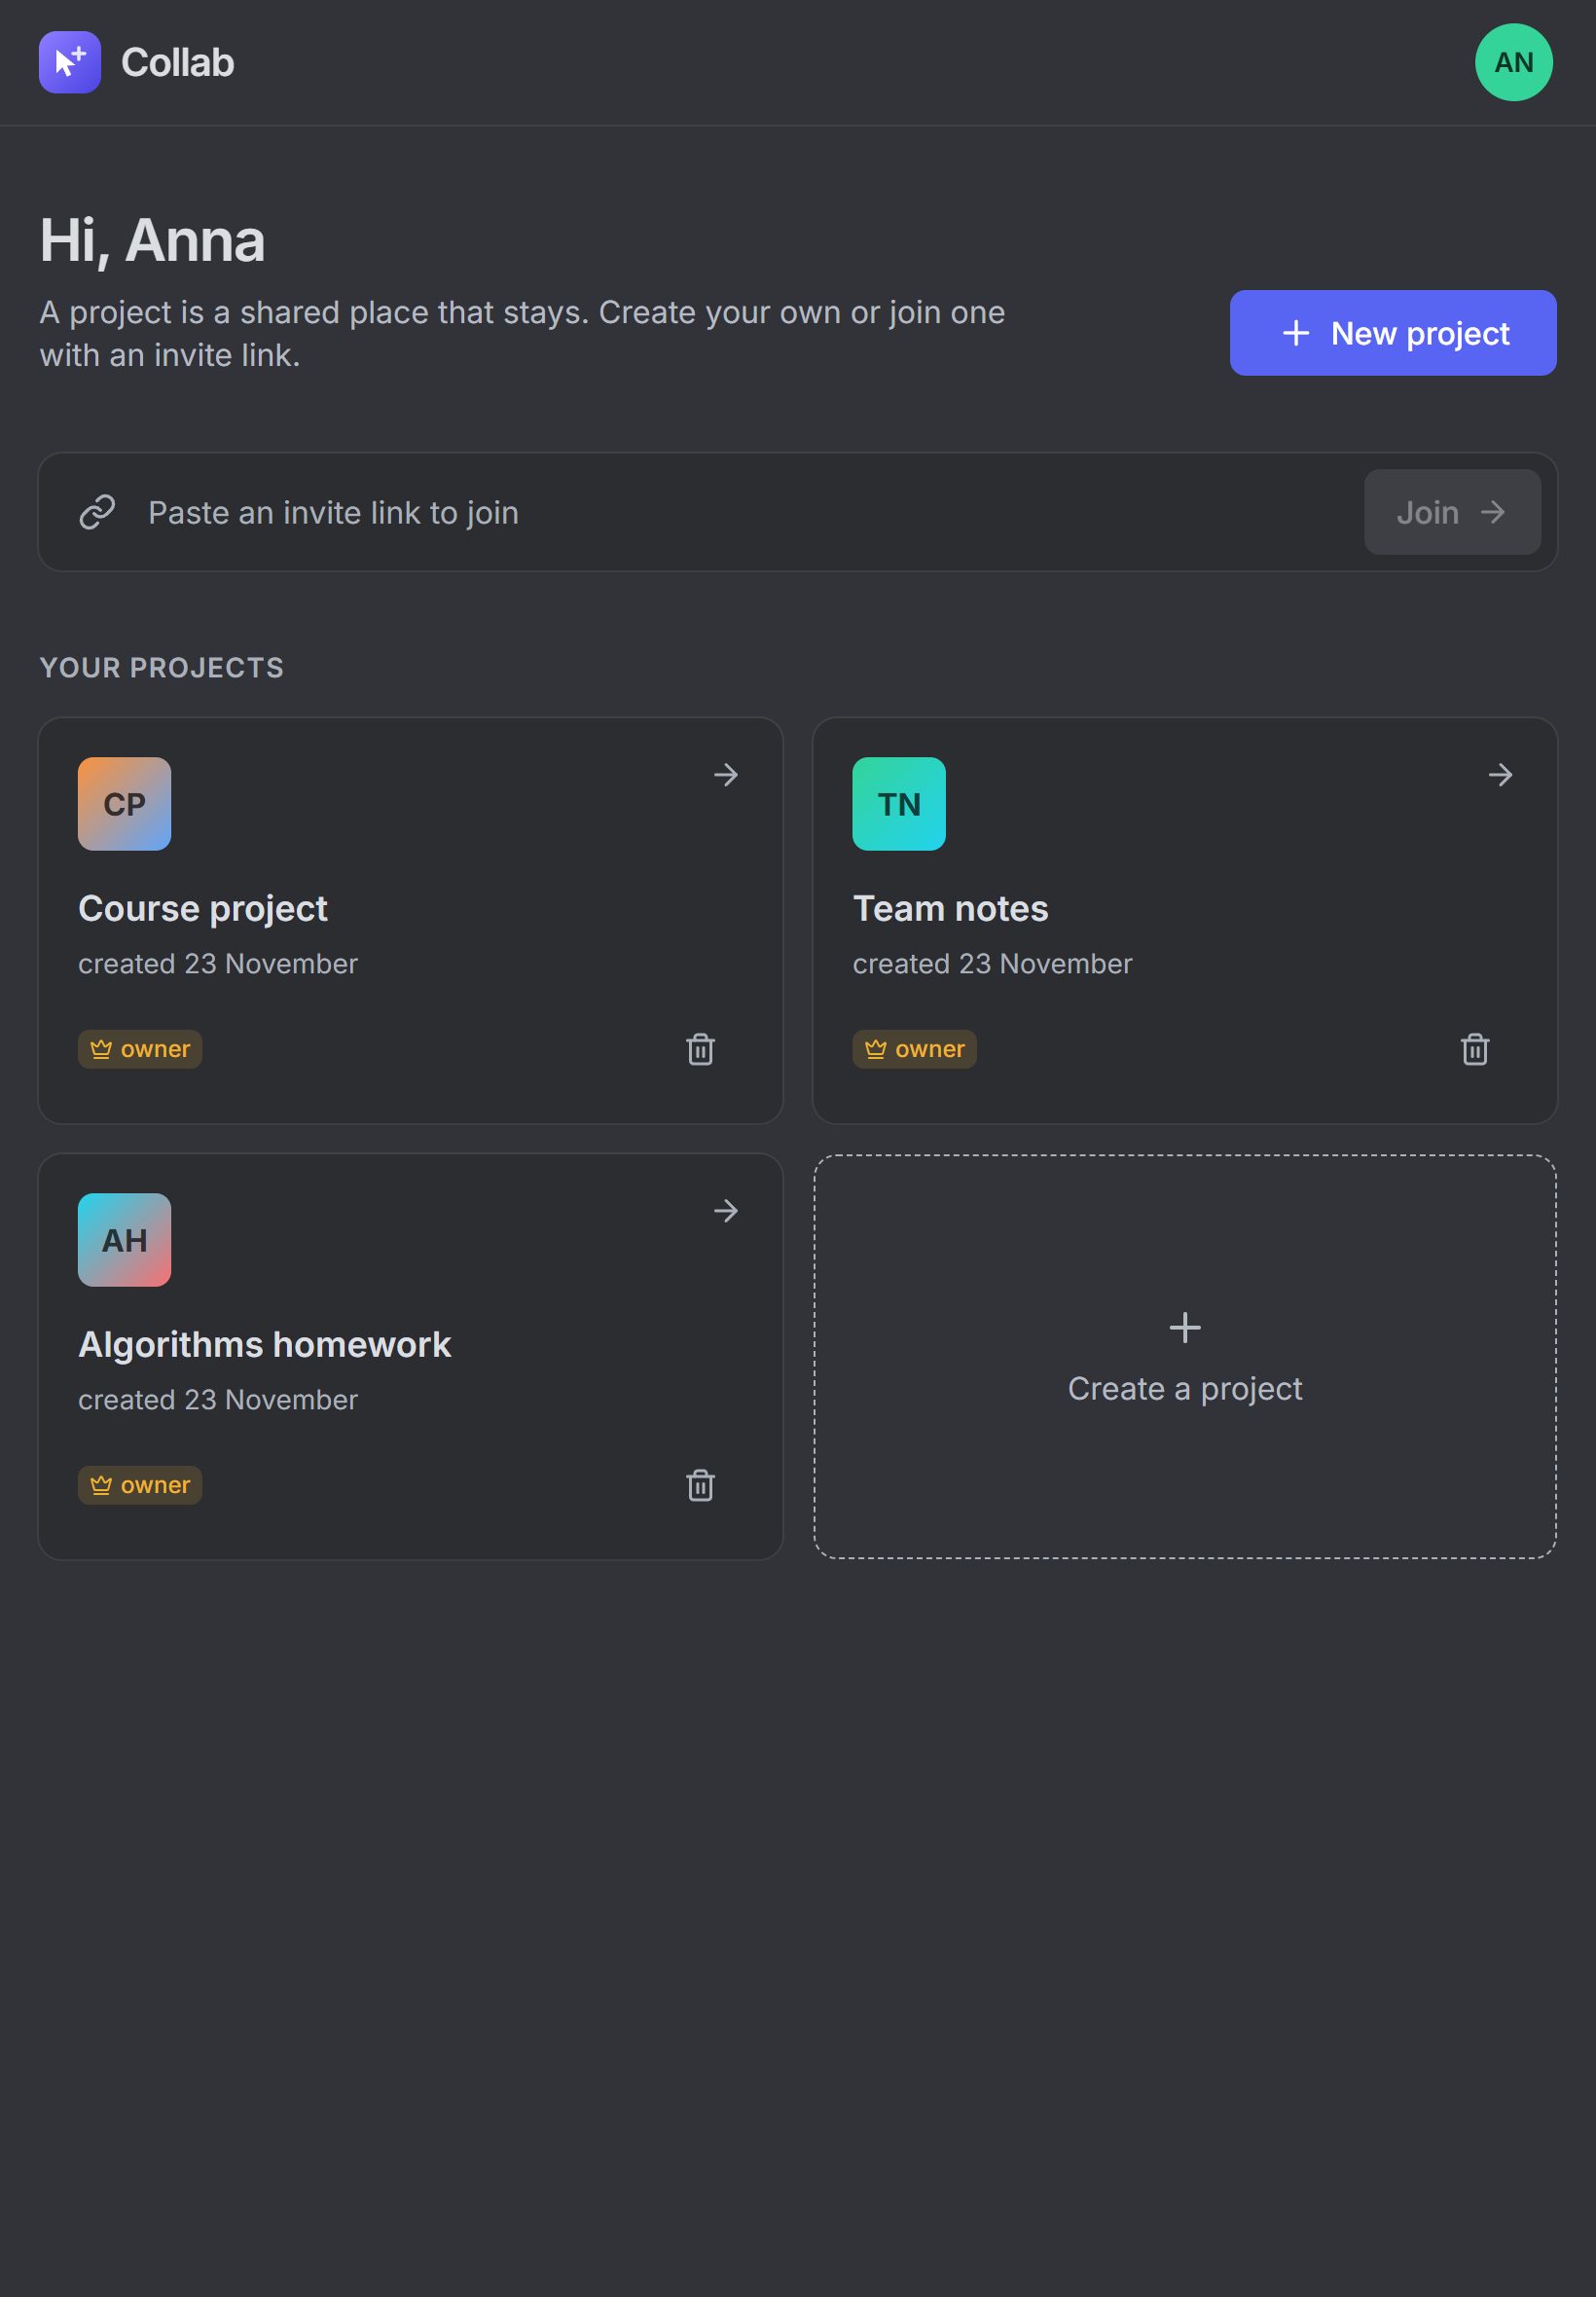 Collab
AN
Hi, Anna
A project is a shared place that stays. Create your own or join one
with an invite link.
New project
Paste an invite link to join
Join
YOUR PROJECTS
CP
Course project
created 23 November
owner
TN
Team notes
created 23 November
owner
AH
Algorithms homework
created 23 November
owner
Create a project